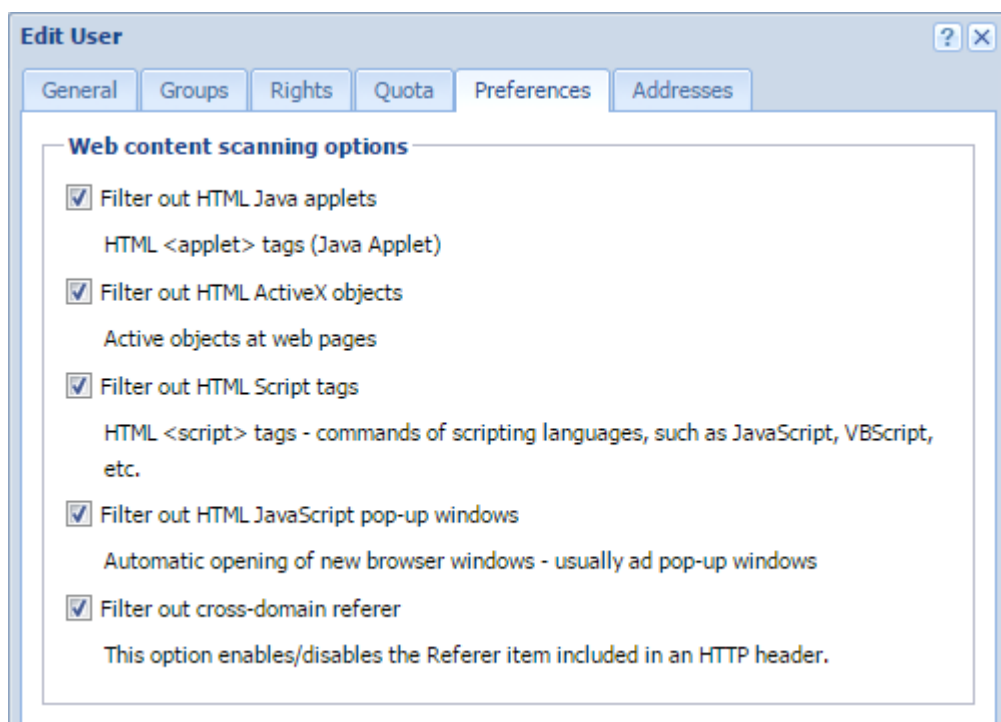 Edit User
General Groups Rights Quota Preferences Addresses
Web content scanning options
Filter out HTML Java applets
HTML <applet> tags (Java Applet)
Filter out HTML ActiveX objects
Active objects at web pages
Filter out HTML Script tags
HTML <script> tags - commands of scripting languages, such as JavaScript, VBScript,
etc.
Filter out HTML JavaScript pop-up windows
Automatic opening of new browser windows - usually ad pop-up windows
Filter out cross-domain referer
This option enables/disables the Referer item included in an HTTP header.